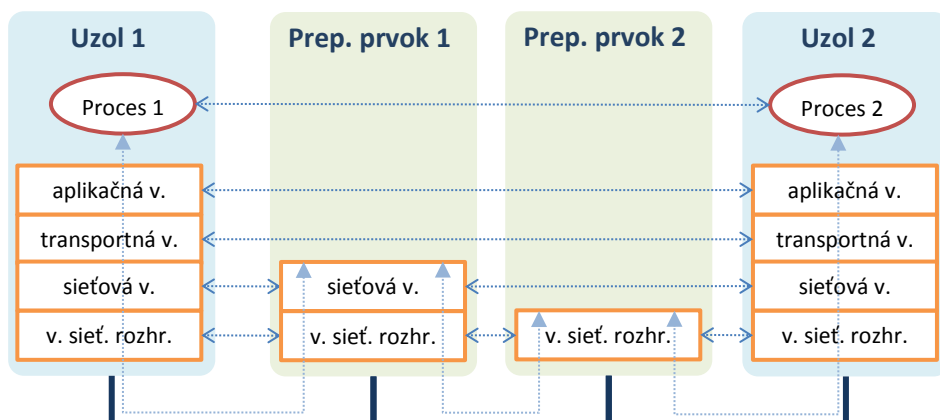 Uzol 1
Prep. prvok 1
Prep. prvok 2
Uzol 2
Proces 1
Proces 2
aplikačná v.
aplikačná v.
transportná v.
transportná v.
sieťová v.
sieťová v.
sieťová v.
v. sieť. rozhr.
v. sieť. rozhr.
v. sieť. rozhr.
v. sieť. rozhr.